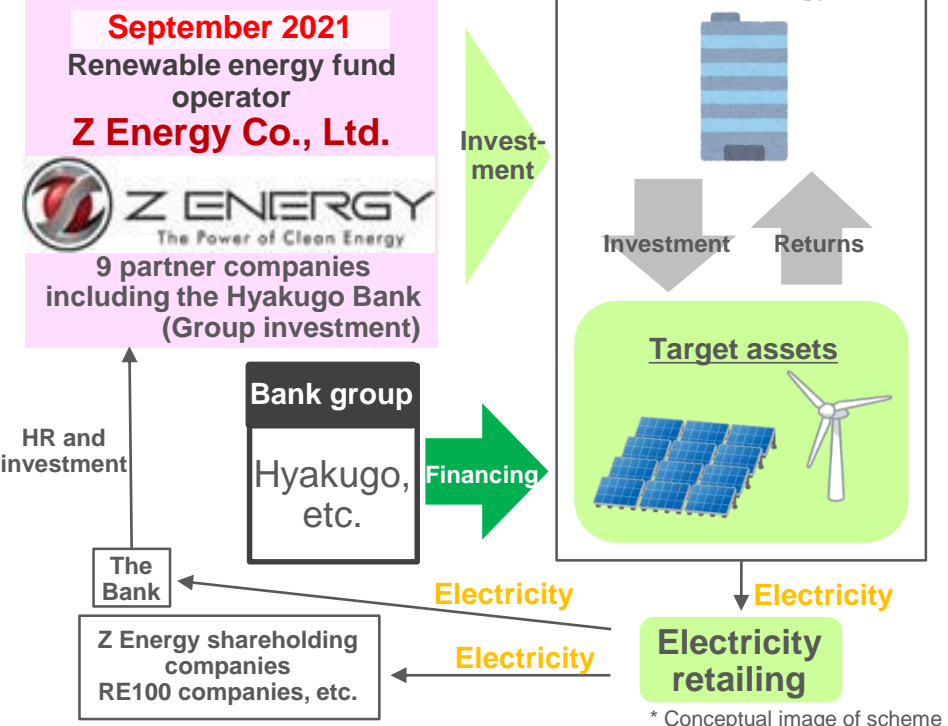 September 2021
Renewable energy fund
operator
Z Energy Co., Ltd.
Z ENERGY
The Power of Clean Energy
9 partner companies
including the Hyakugo Bank
(Group investment)
Invest-
ment
Investment
Returns
Target assets
Bank group
Hyakugo,
etc.
Financing
HR and
investment
The
Bank
Electricity
Electricity
Z Energy shareholding
companies
RE100 companies, etc.
Electricity
Electricity
retailing
* Conceptual image of scheme